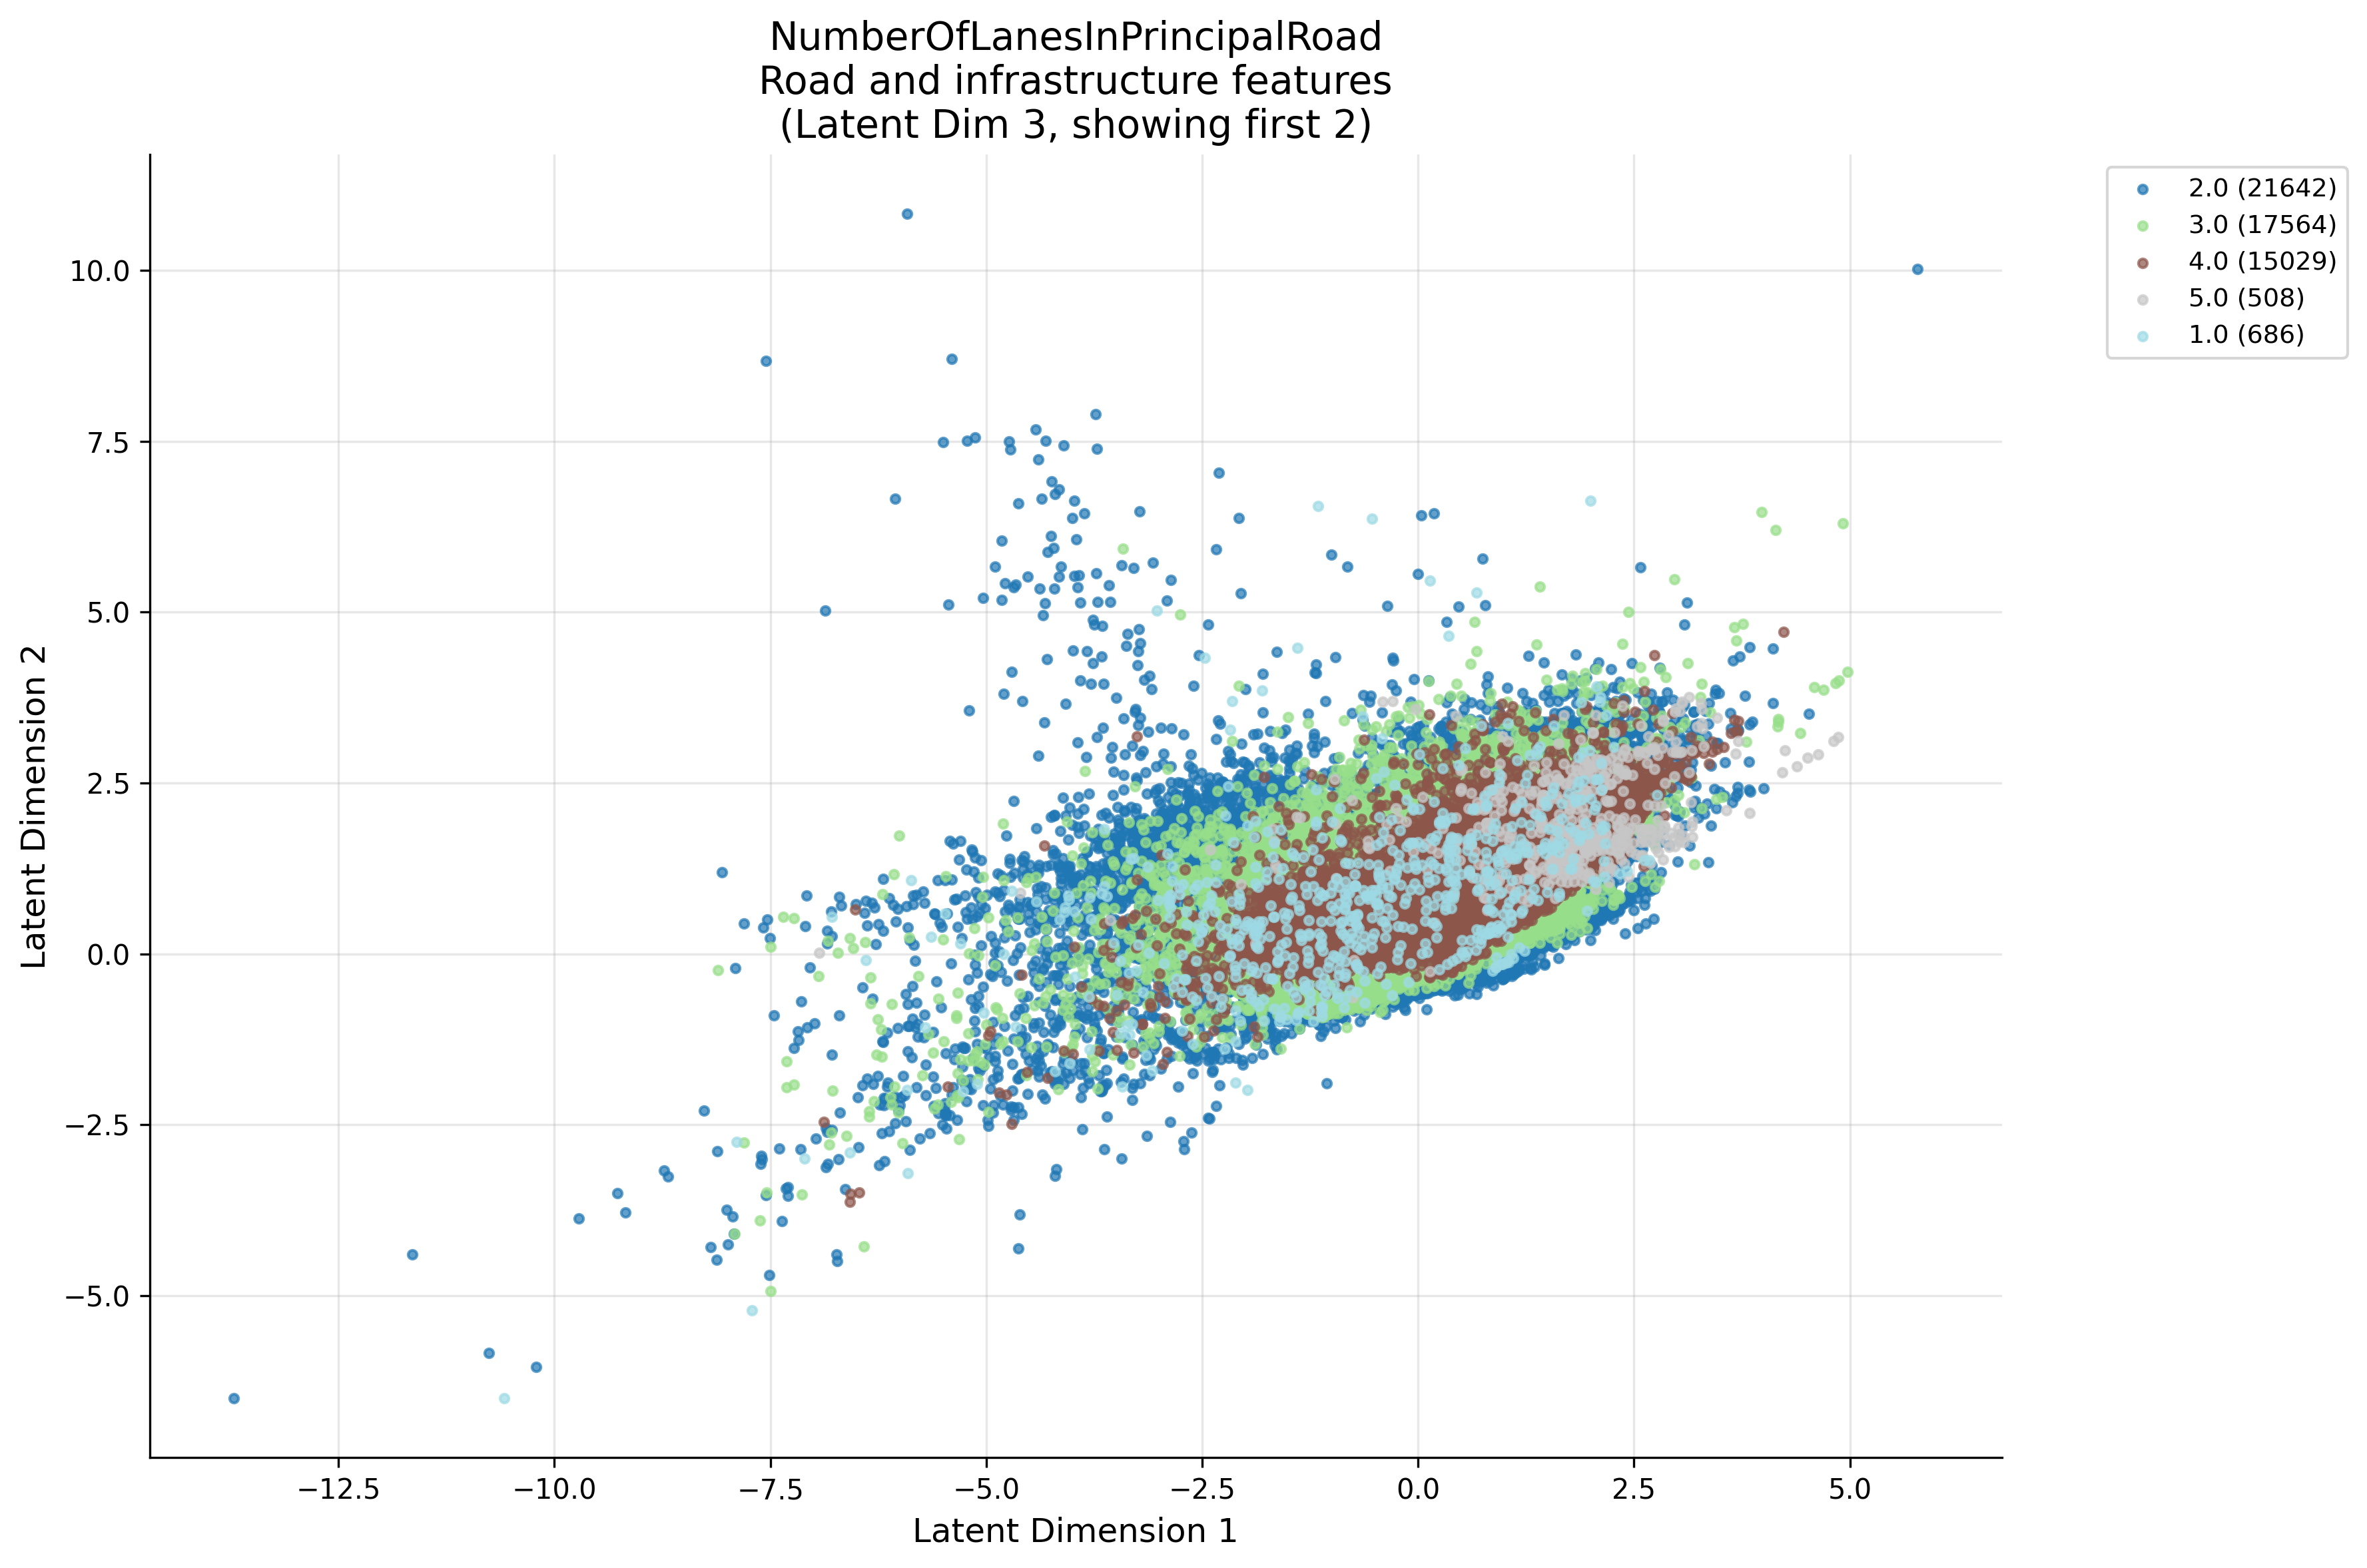 NumberOfLanesInPrincipalRoad
Road and infrastructure features
(Latent Dim 3, showing first 2)
2.0 (21642)
3.0 (17564)
4.0 (15029)
5.0 (508)
1.0 (686)
Latent Dimension 2
10.0
7.5
5.0
2.5
0.0
−2.5
−5.0
−12.5 −10.0 −7.5 −5.0 −2.5 0.0 2.5 5.0
Latent Dimension 1